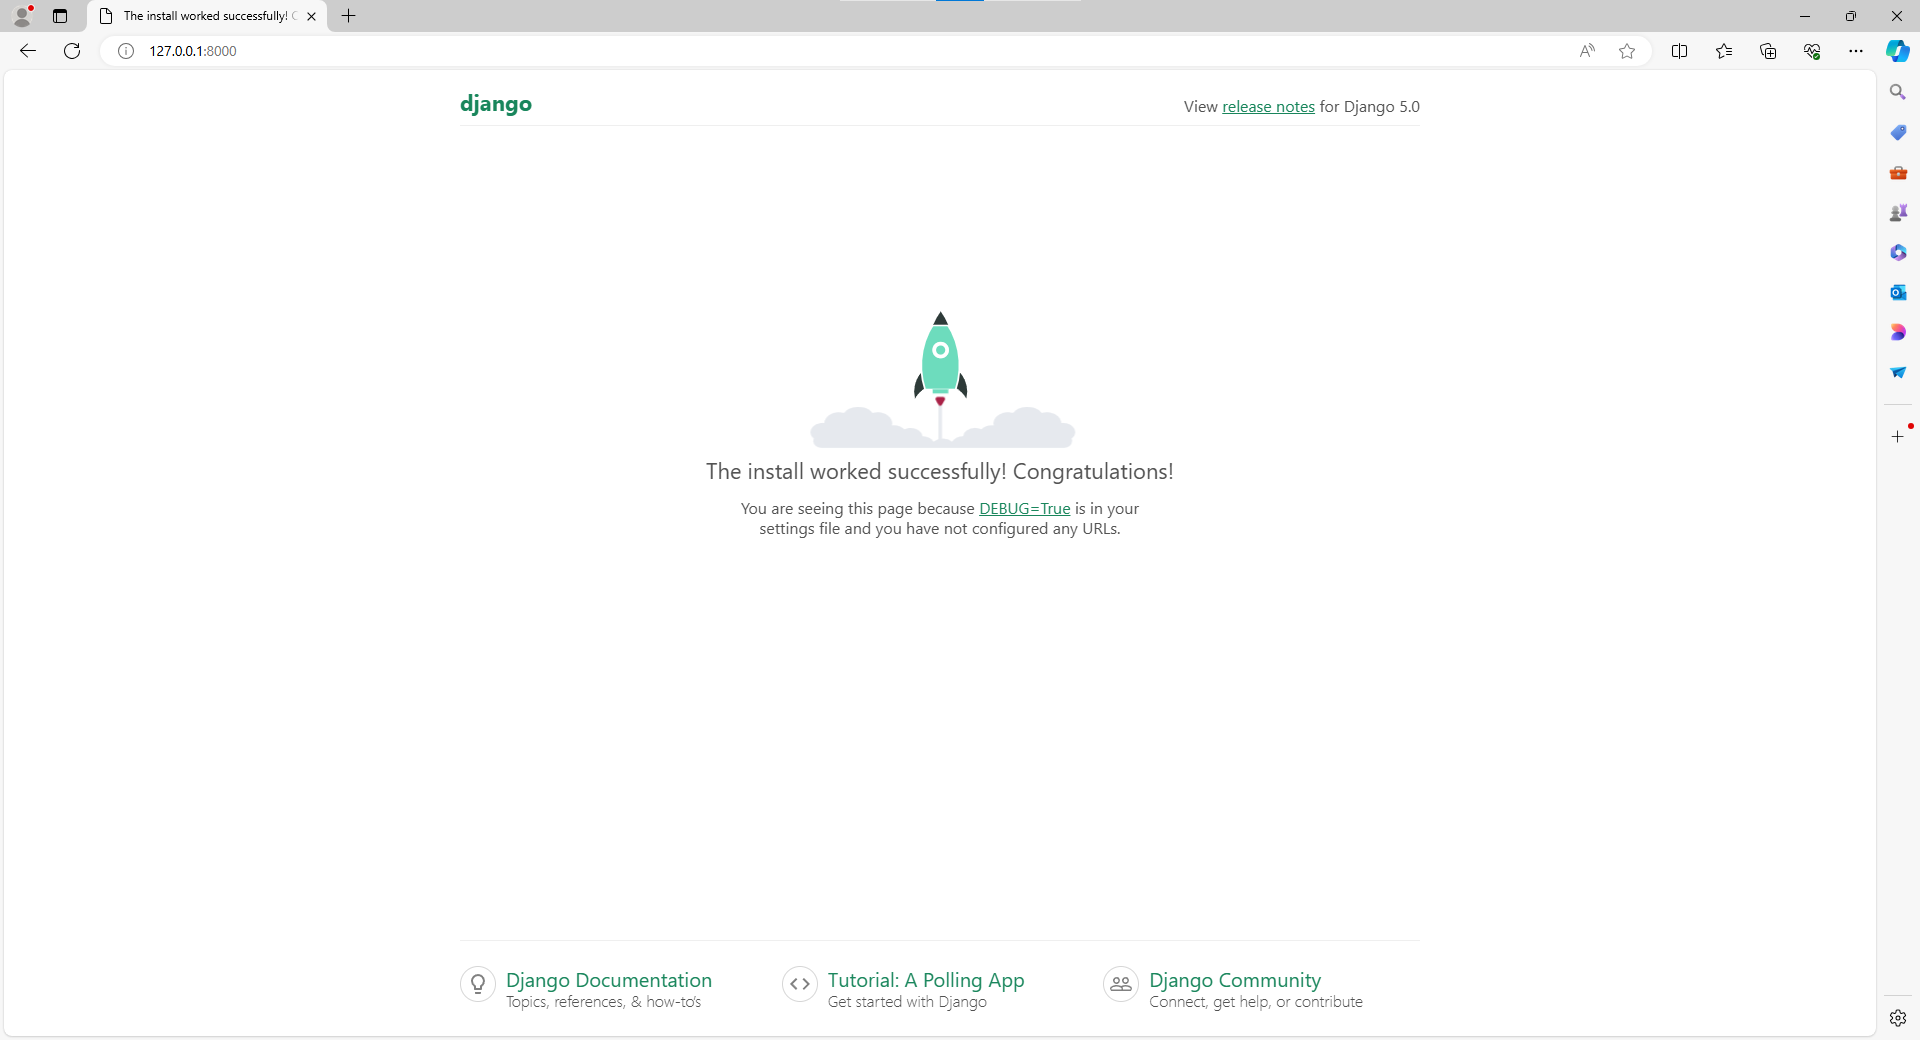 The install worked successfully!
127.0.0.1:8000
django
View release notes for Django 5.0
The install worked successfully! Congratulations!
You are seeing this page because DEBUG=True is in your
settings file and you have not configured any URLs.
Django Documentation
Topics, references, & how-to's
Tutorial: A Polling App
Get started with Django
Django Community
Connect, get help, or contribute